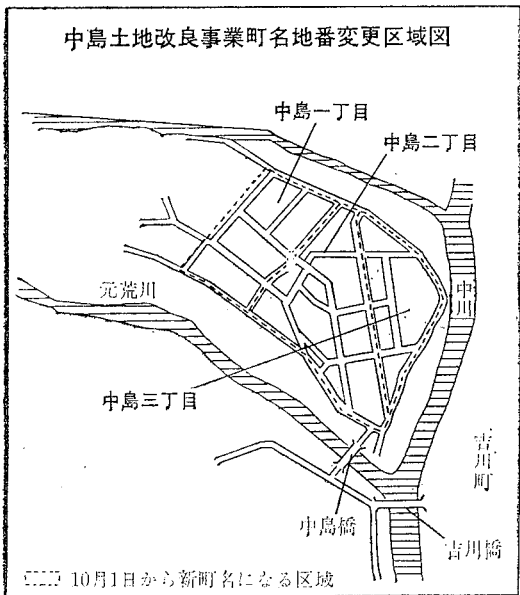 中島土地改良事業町名地番変更区域図
中島一丁目
中島二丁目
元荒川
中川
中島三丁目
吉川町
中島橋
吉川橋
10月1日から新町名になる区域